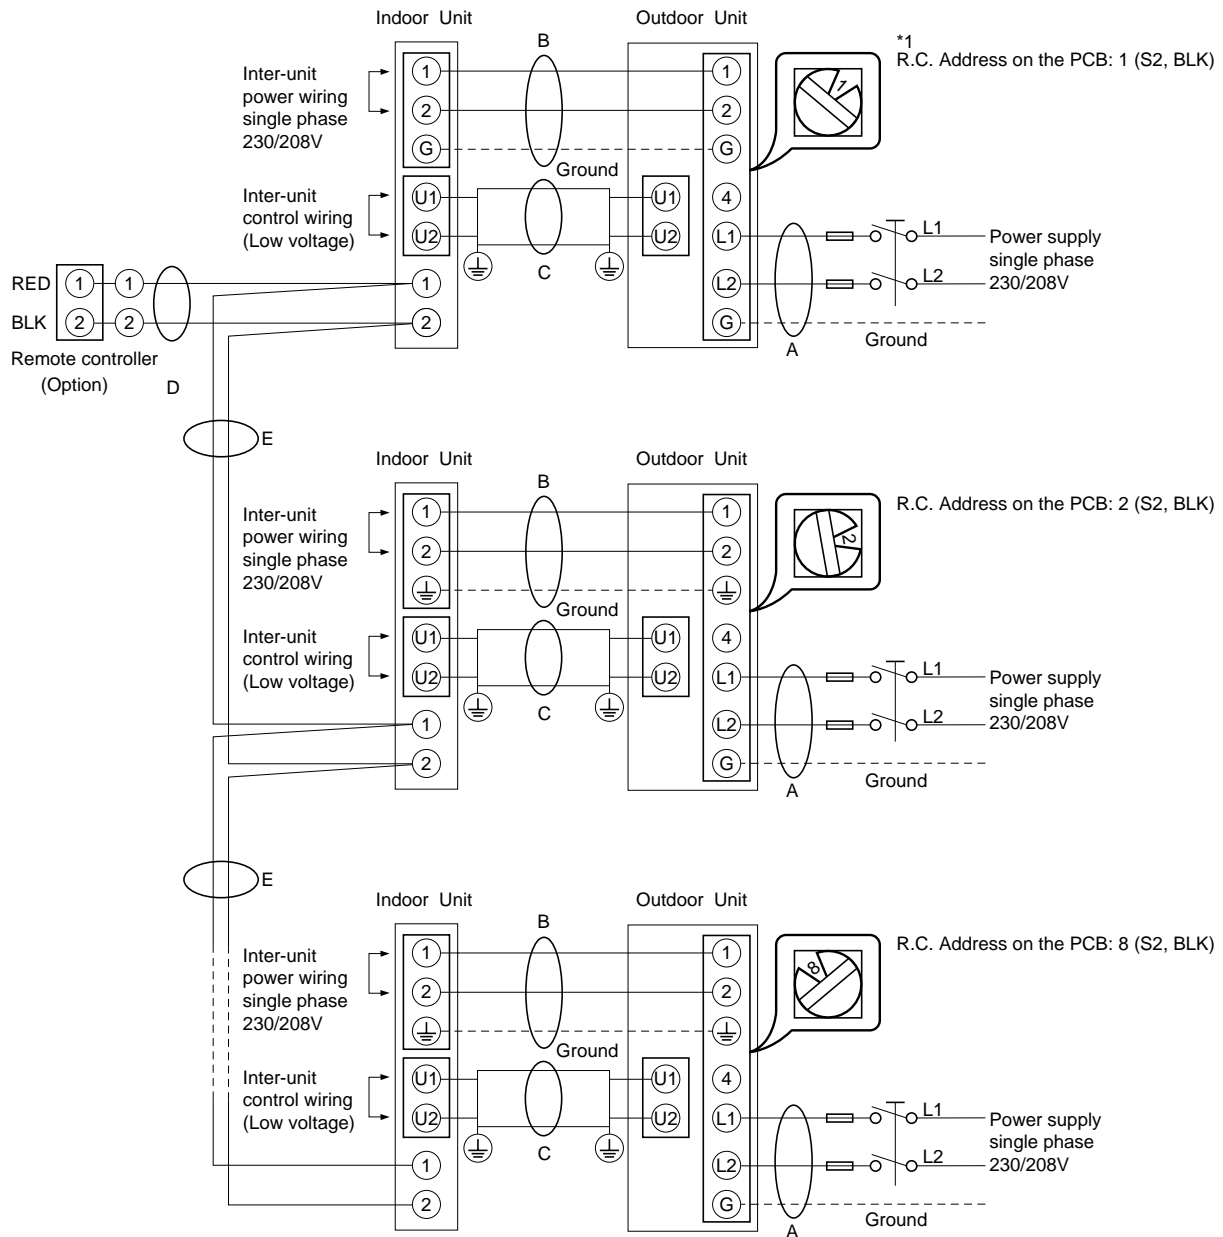 Indoor Unit
Outdoor Unit
B
*1
R.C. Address on the PCB: 1 (S2, BLK)
Inter-unit
power wiring
single phase
230/208V
1
2
G
1
2
G
1
Ground
Inter-unit
control wiring
(Low voltage)
U1
U2
C
U1
U2
4
L1
L2
G
L1
L2
Power supply
single phase
230/208V
A
Ground
RED 1 1
BLK 2 2
1
2
Remote controller
(Option)
D
E
Indoor Unit
Outdoor Unit
B
R.C. Address on the PCB: 2 (S2, BLK)
Inter-unit
power wiring
single phase
230/208V
1
2
1
2
2
Ground
Inter-unit
control wiring
(Low voltage)
U1
U2
C
U1
U2
4
L1
L2
G
L1
L2
Power supply
single phase
230/208V
A
Ground
1
2
E
Indoor Unit
Outdoor Unit
B
R.C. Address on the PCB: 8 (S2, BLK)
Inter-unit
power wiring
single phase
230/208V
1
2
1
2
8
Ground
Inter-unit
control wiring
(Low voltage)
U1
U2
C
U1
U2
4
L1
L2
G
L1
L2
Power supply
single phase
230/208V
A
Ground
1
2